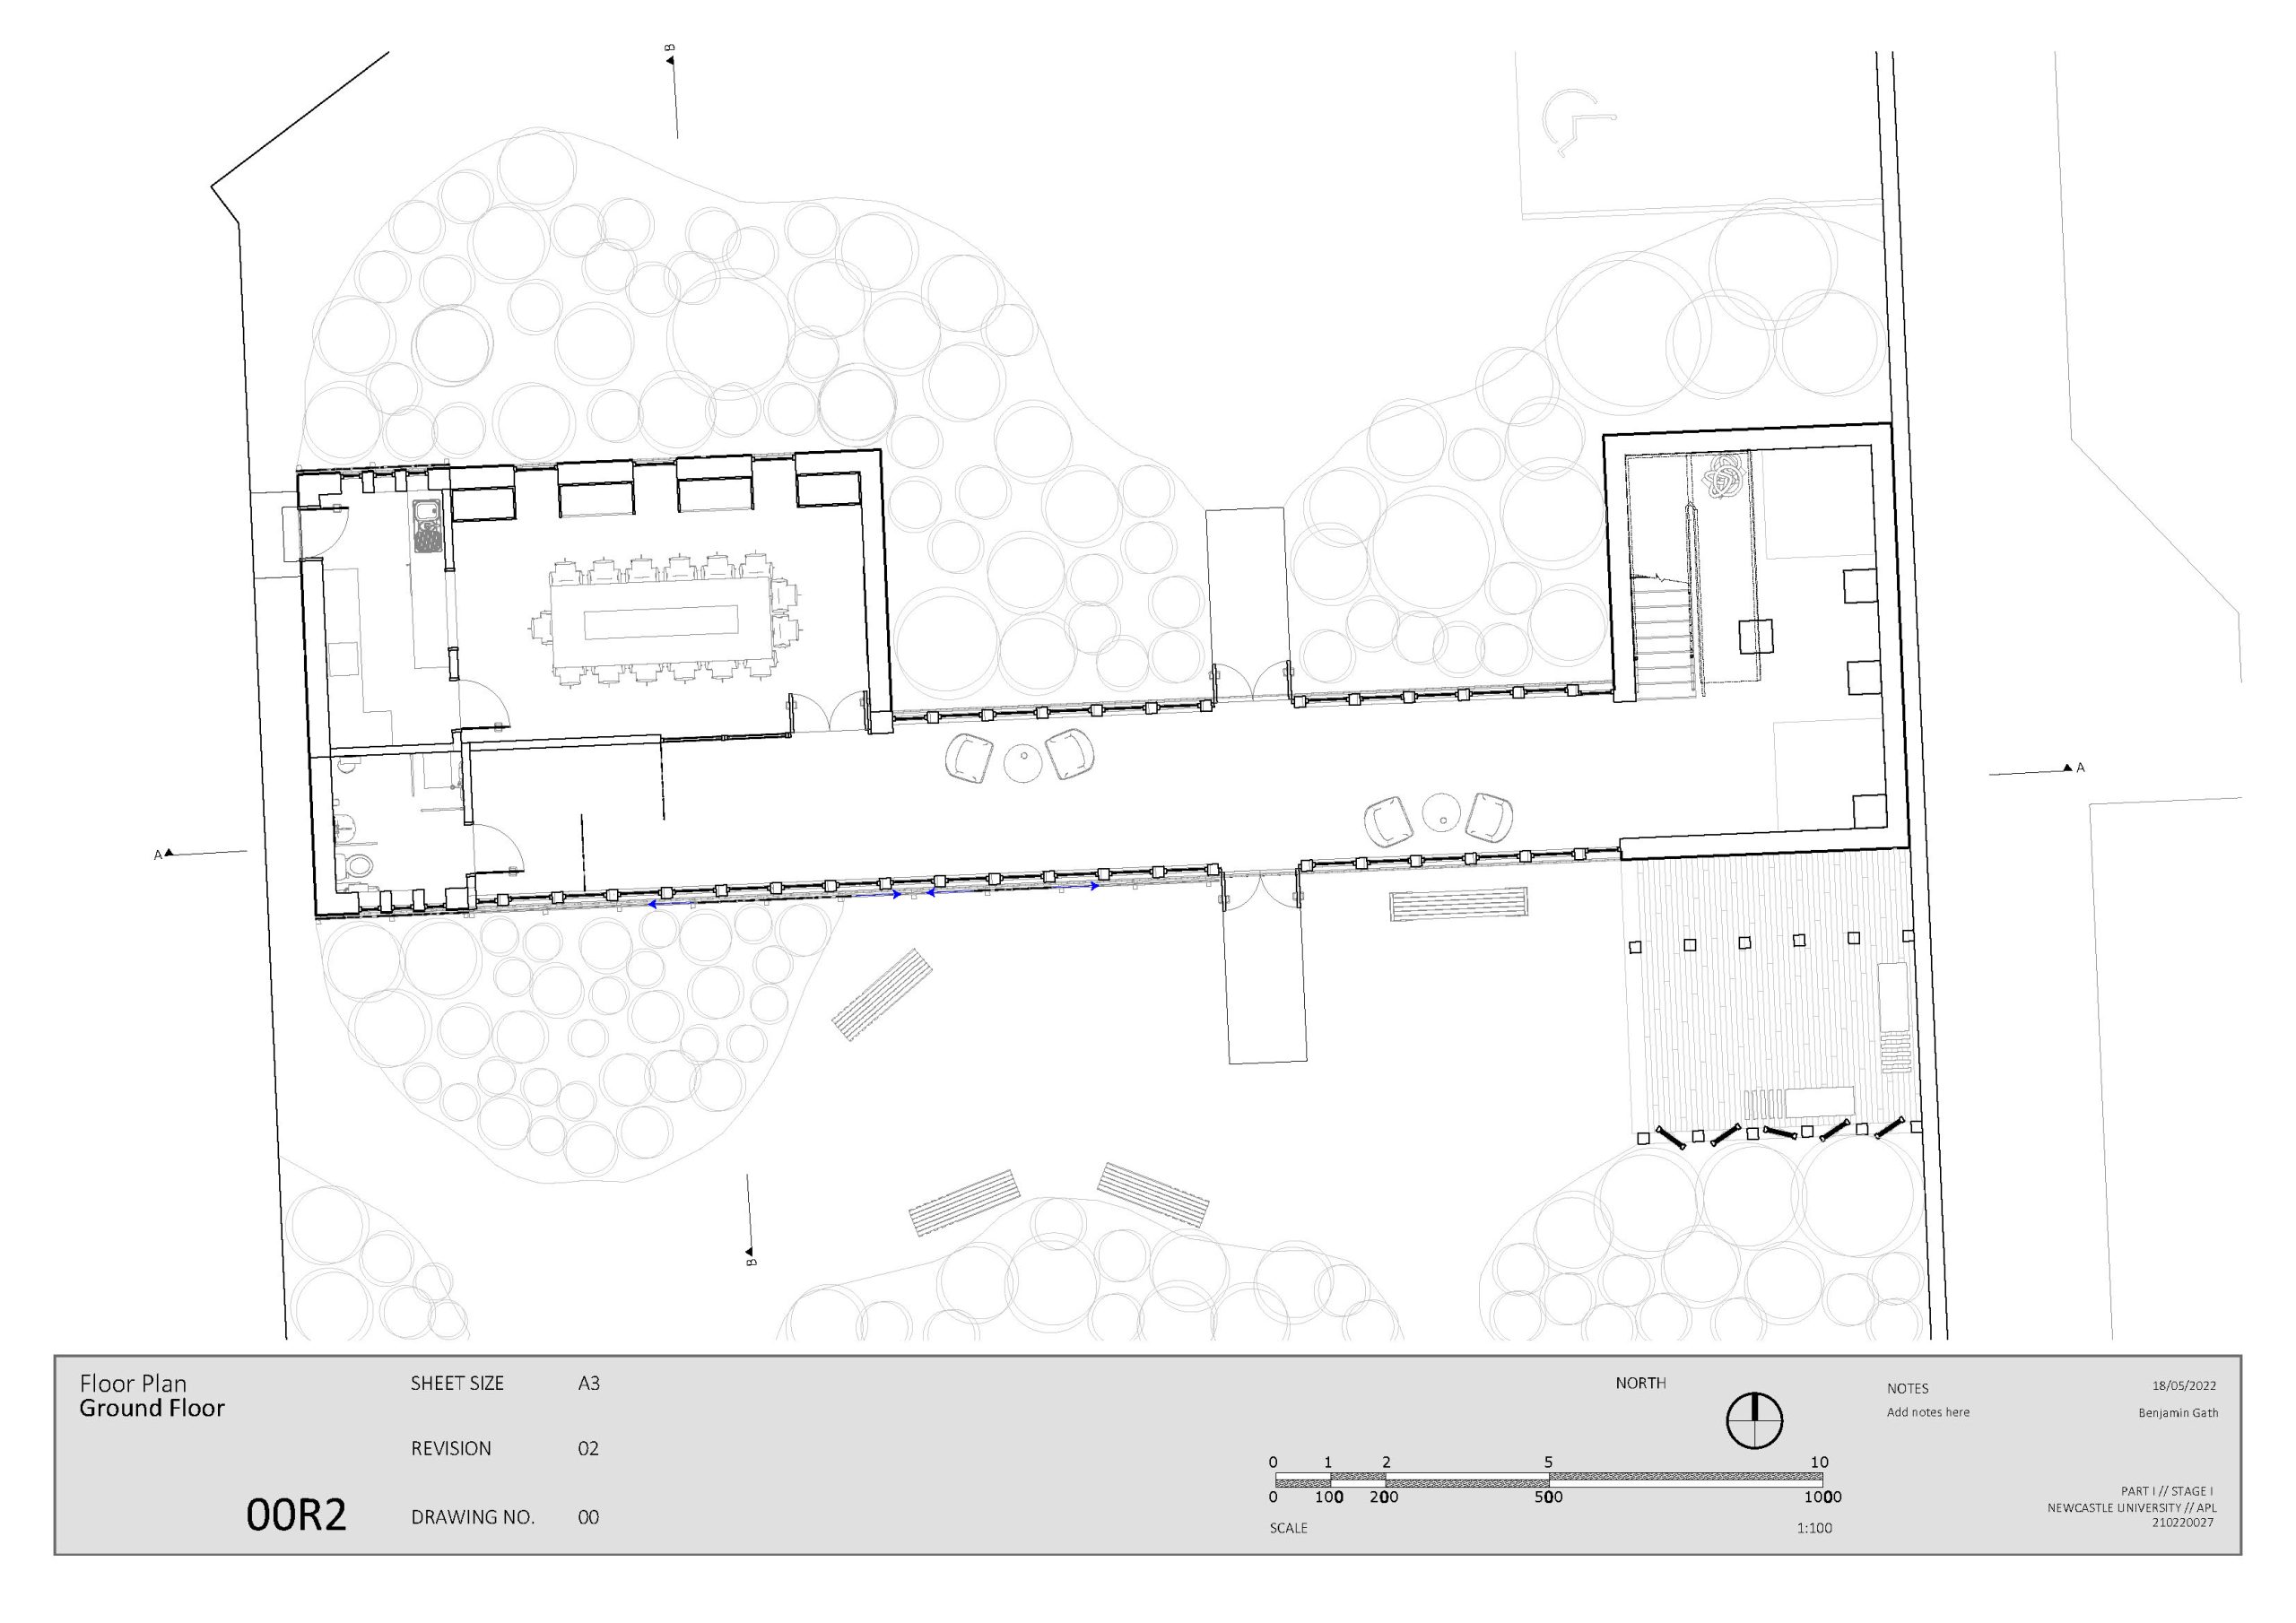 B
A
A
B
Floor Plan
Ground Floor
00R2
SHEET SIZE A3
REVISION 02
DRAWING NO. 00
NORTH
0 1 2 5 10
0 100 200 500 1000
SCALE 1:100
NOTES
Add notes here
18/05/2022
Benjamin Gath
PART I // STAGE I
NEWCASTLE UNIVERSITY // APL
210220027